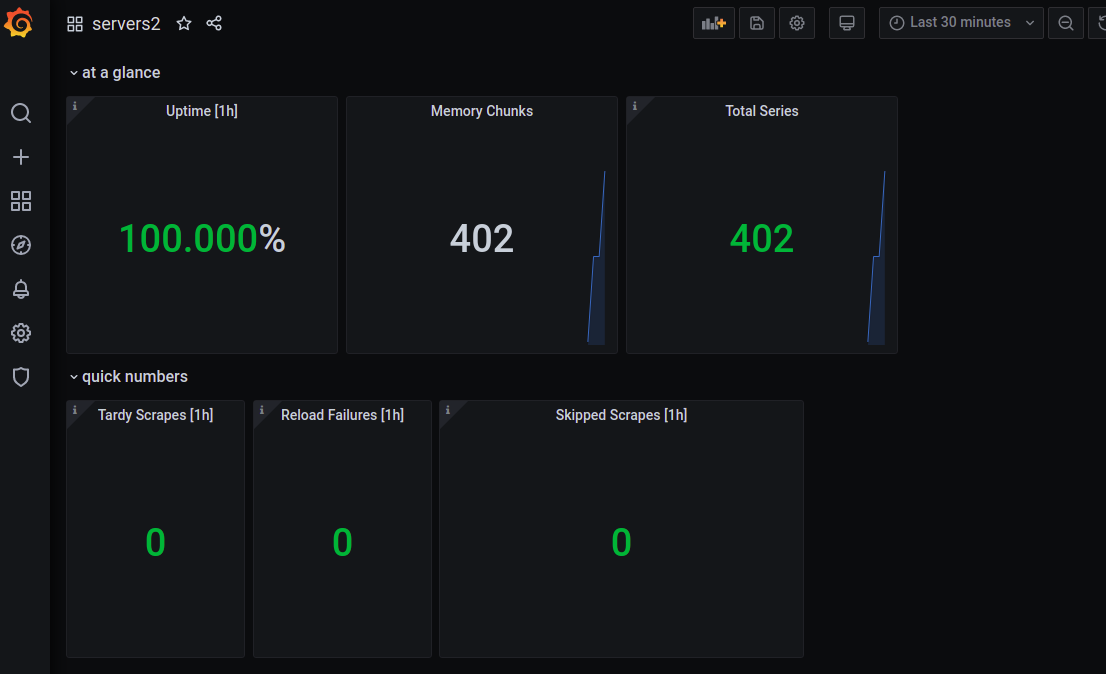 servers2
Last 30 minutes
at a glance
Uptime [1h]
Memory Chunks
Total Series
100.000%
402
402
quick numbers
Tardy Scrapes [1h]
Reload Failures [1h]
Skipped Scrapes [1h]
0
0
0